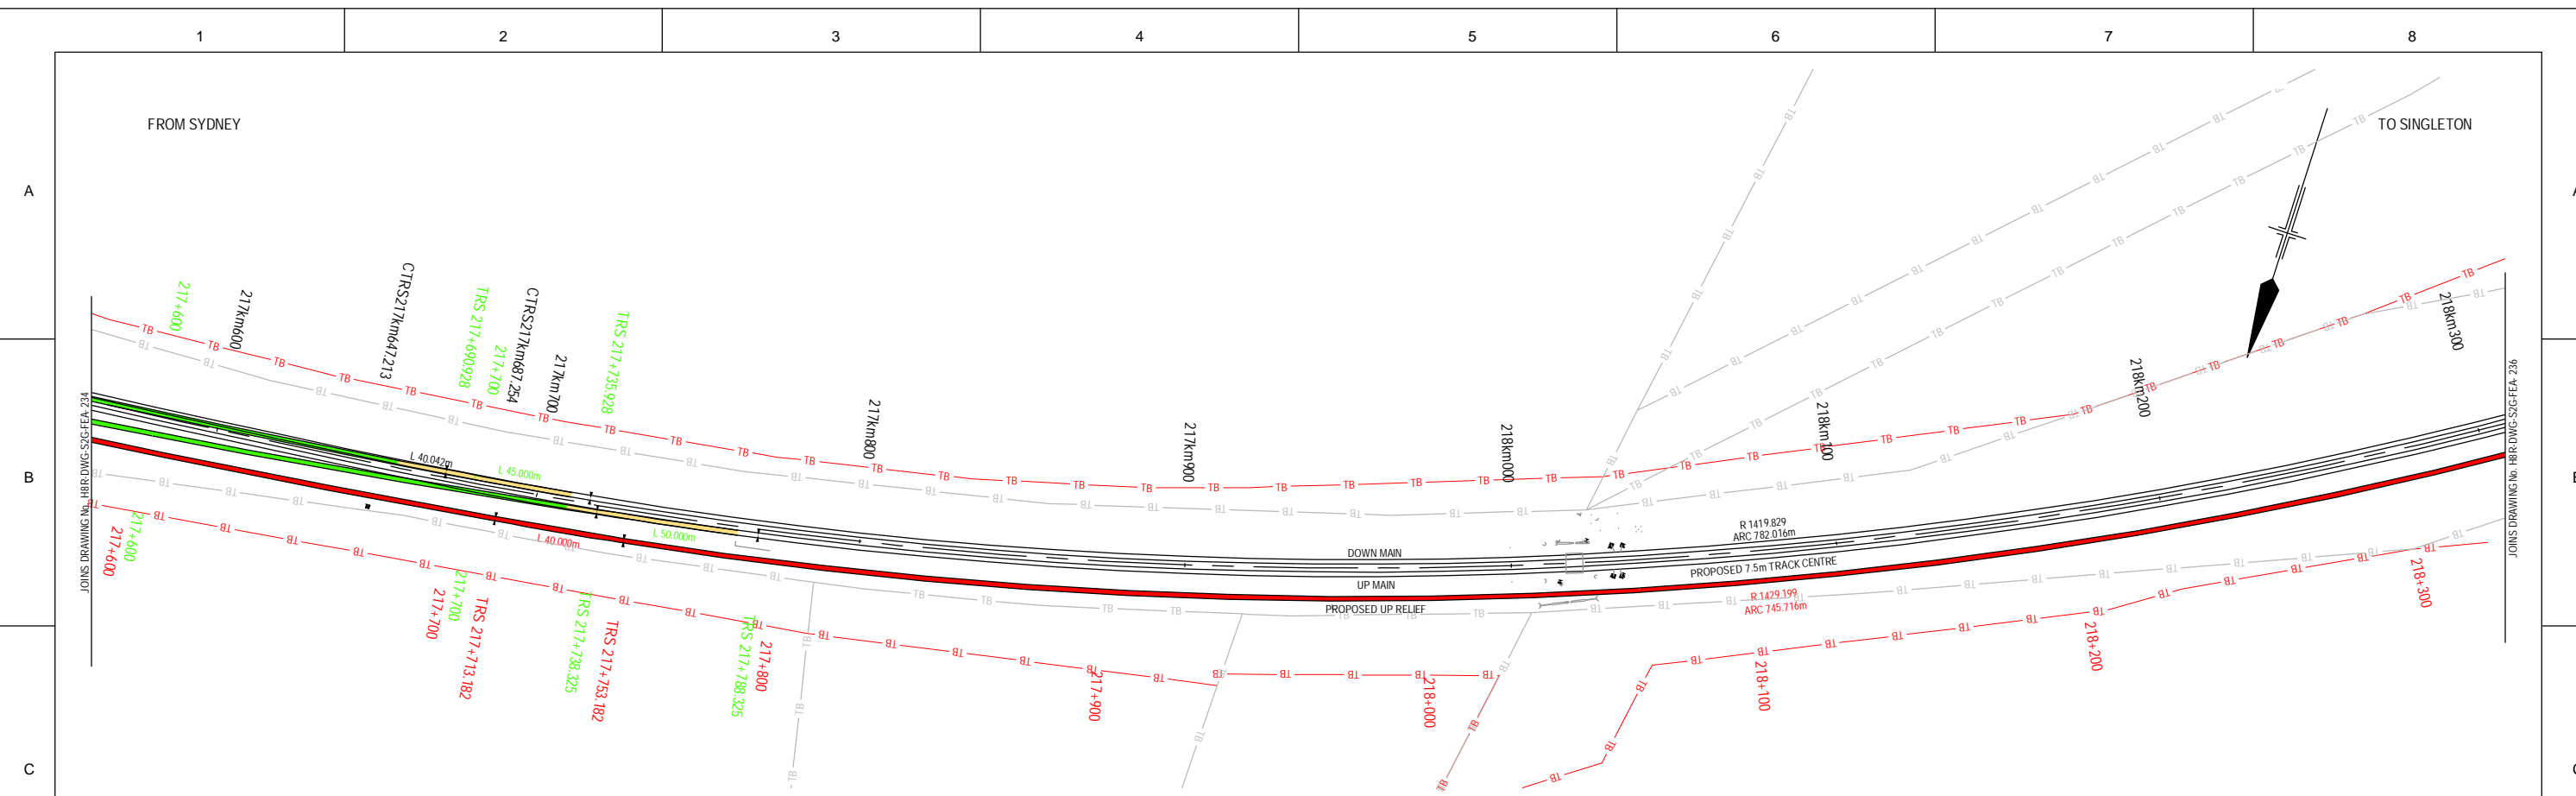 1 2 3 4 5 6 7 8
FROM SYDNEY
TO SINGLETON
A
B
C
217+600
217km600
CTRS217km647.213
TRS 217+690.928
217+700
CTRS217km687.254
217km700
TRS 217+735.928
217km800
217km900
218km000
218km100
218km200
218km300
JOINS DRAWING No. H8R-DWG-S2G-FEA- 234
JOINS DRAWING No. H8R-DWG-S2G-FEA- 236
L 40.042m
L 45.000m
L 40.000m
L 50.000m
DOWN MAIN
UP MAIN
PROPOSED UP RELIEF
R 1419.829
ARC 782.016m
PROPOSED 7.5m TRACK CENTRE
R 1429.199
ARC 745.716m
217+600
217+600
217+700
217+700
TRS 217+713.182
TRS 217+738.325
TRS 217+753.182
TRS 217+788.325
217+800
217+900
218+000
218+100
218+200
218+300
TB